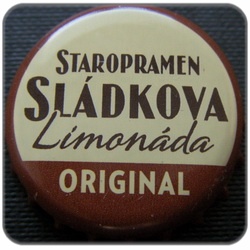 STAROPRAMEN
SLÁDKOVA
Limonáda
ORIGINAL